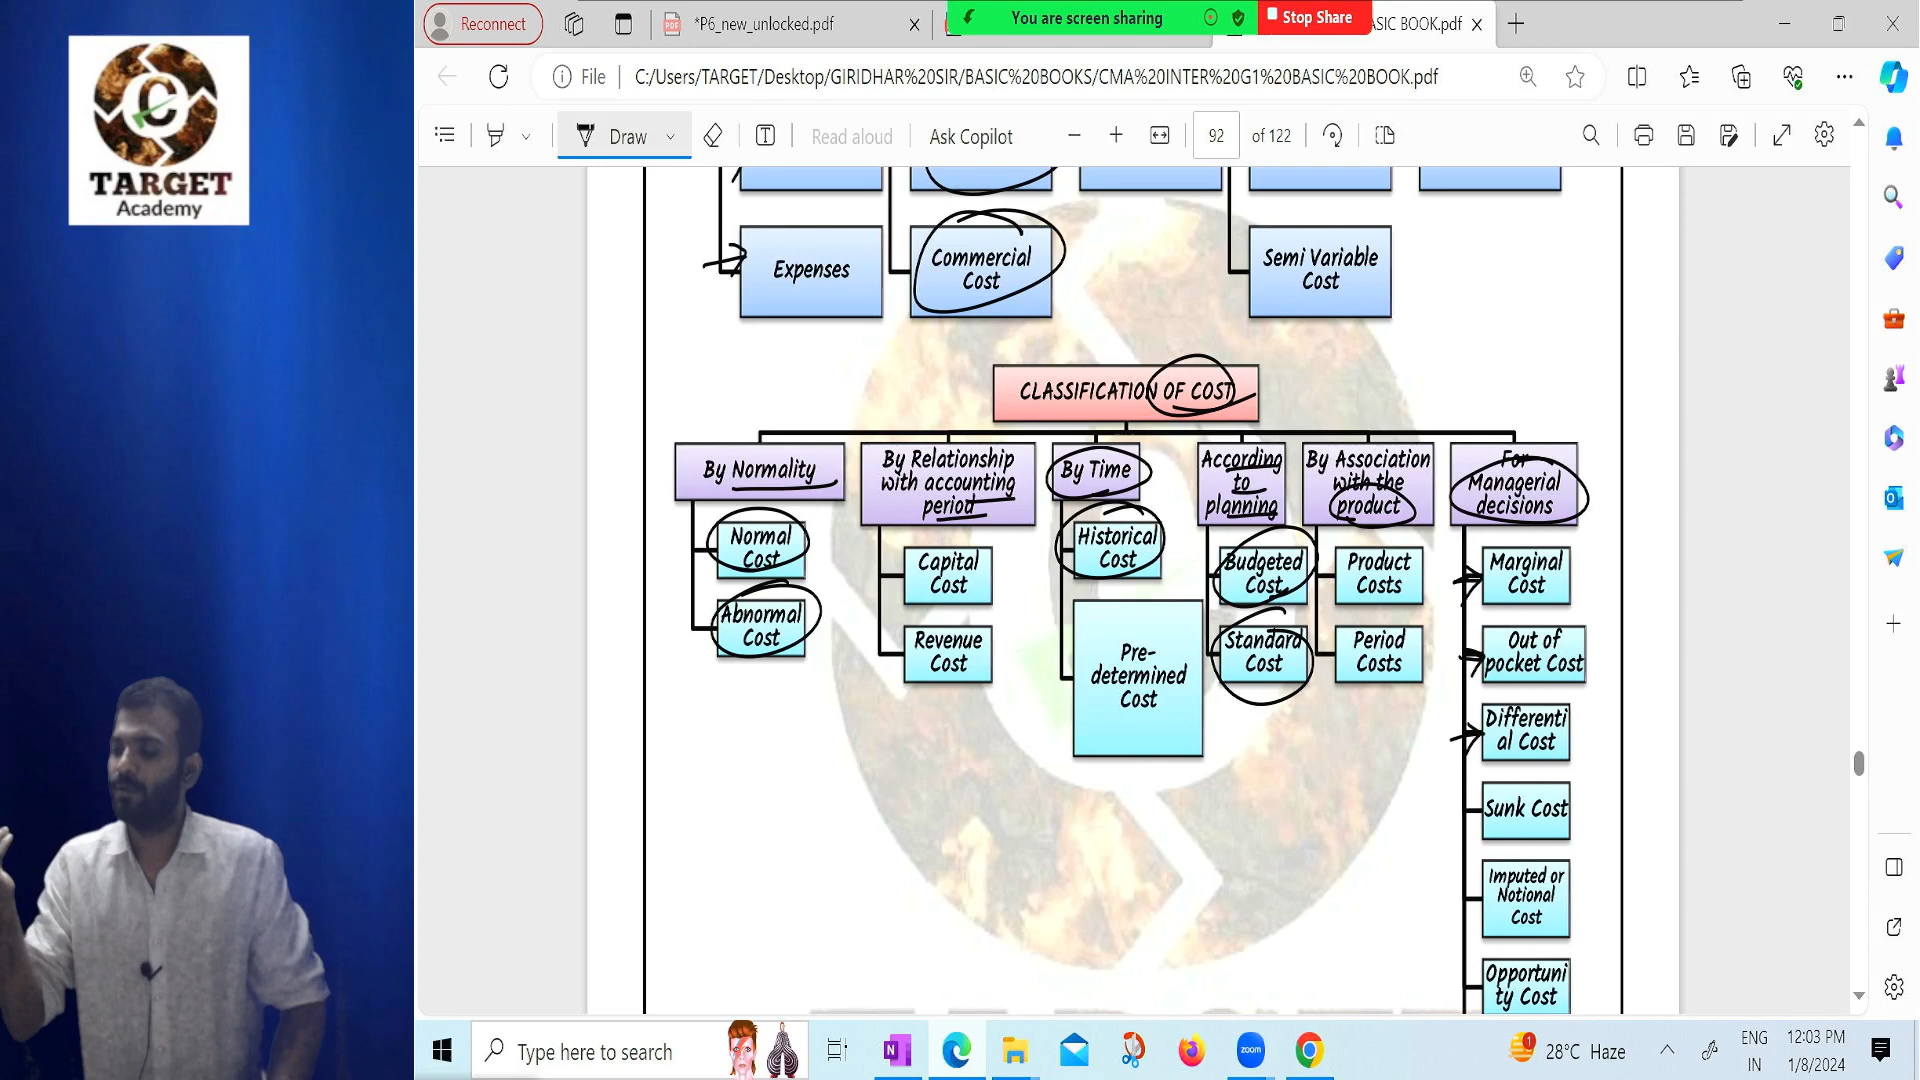 TARGET
Academy
Reconnect
*P6_new_unlocked.pdf
You are screen sharing
Stop Share
ASIC BOOK.pdf
File
C:/Users/TARGET/Desktop/GIRIDHAR%20SIR/BASIC%20BOOKS/CMA%20INTER%20G1%20BASIC%20BOOK.pdf
Draw
Read aloud
Ask Copilot
92
of 122
Expenses
Commercial
Cost
Semi Variable
Cost
CLASSIFICATION OF COST
By Normality
Normal
Cost
Abnormal
Cost
By Relationship
with accounting
period
Capital
Cost
Revenue
Cost
By Time
Historical
Cost
Pre-
determined
Cost
According
to
planning
Budgeted
Cost
Standard
Cost
By Association
with the
product
Product
Costs
Period
Costs
For
Managerial
decisions
Marginal
Cost
Out of
pocket Cost
Differenti
al Cost
Sunk Cost
Imputed or
Notional
Cost
Opportuni
ty Cost
Type here to search
zoom
1
28°C Haze
ENG
IN
12:03 PM
1/8/2024